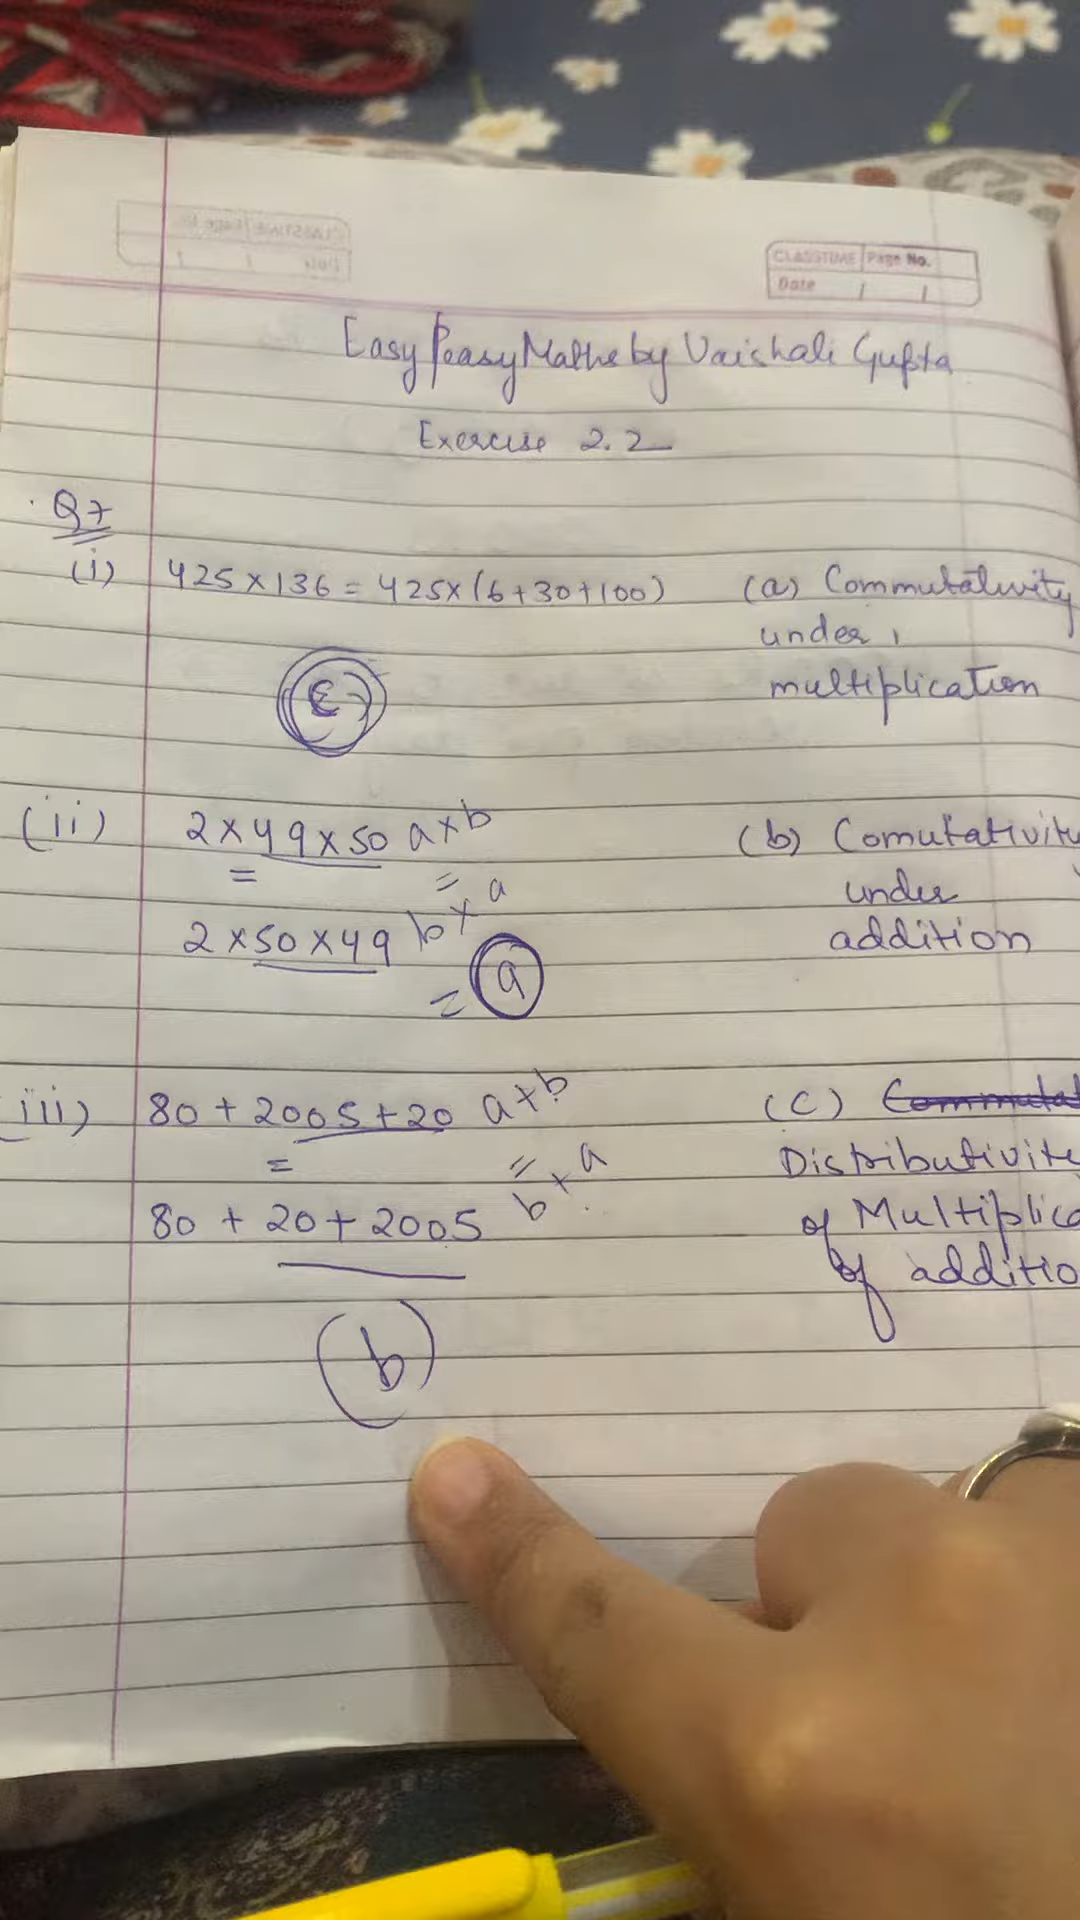 CLASSTIME Page No.
Date / /
Easy Peasy Maths by Vaishali Gupta
Exercise 2.2
Q7
(i) 425 × 136 = 425 × (6 + 30 + 100) (a) Commutativity
under
multiplication
(ii) 2 × 49 × 50 a × b (b) Comutativity
= = under
2 × 50 × 49 b × a addition
= a
iii) 80 + 2005 + 20 a + b (c)
= = Distributivite
80 + 20 + 2005 b + a of Multiplica
of additio
(b)